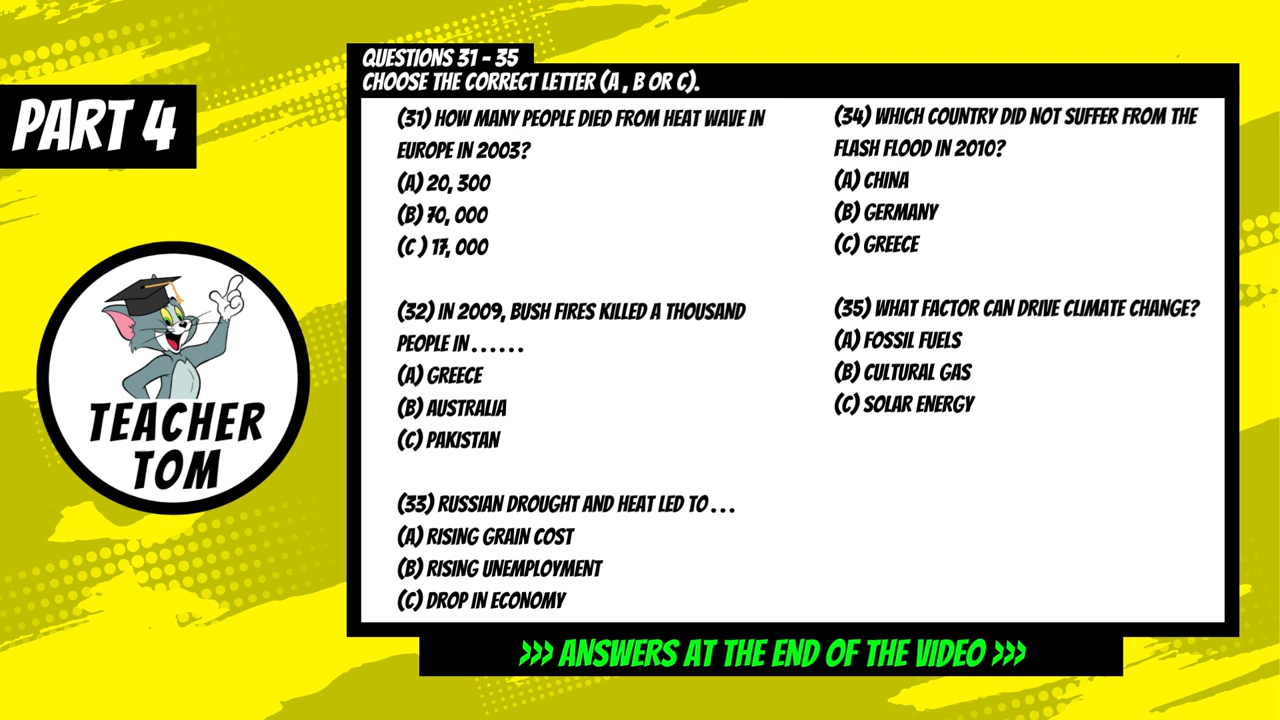 PART 4
TEACHER
TOM
QUESTIONS 31 - 35
CHOOSE THE CORRECT LETTER (A , B OR C).
(31) HOW MANY PEOPLE DIED FROM HEAT WAVE IN
EUROPE IN 2003?
(A) 20, 300
(B) 70, 000
(C ) 17, 000
(32) IN 2009, BUSH FIRES KILLED A THOUSAND
PEOPLE IN . . . . . .
(A) GREECE
(B) AUSTRALIA
(C) PAKISTAN
(33) RUSSIAN DROUGHT AND HEAT LED TO . . .
(A) RISING GRAIN COST
(B) RISING UNEMPLOYMENT
(C) DROP IN ECONOMY
(34) WHICH COUNTRY DID NOT SUFFER FROM THE
FLASH FLOOD IN 2010?
(A) CHINA
(B) GERMANY
(C) GREECE
(35) WHAT FACTOR CAN DRIVE CLIMATE CHANGE?
(A) FOSSIL FUELS
(B) CULTURAL GAS
(C) SOLAR ENERGY
>>> ANSWERS AT THE END OF THE VIDEO >>>